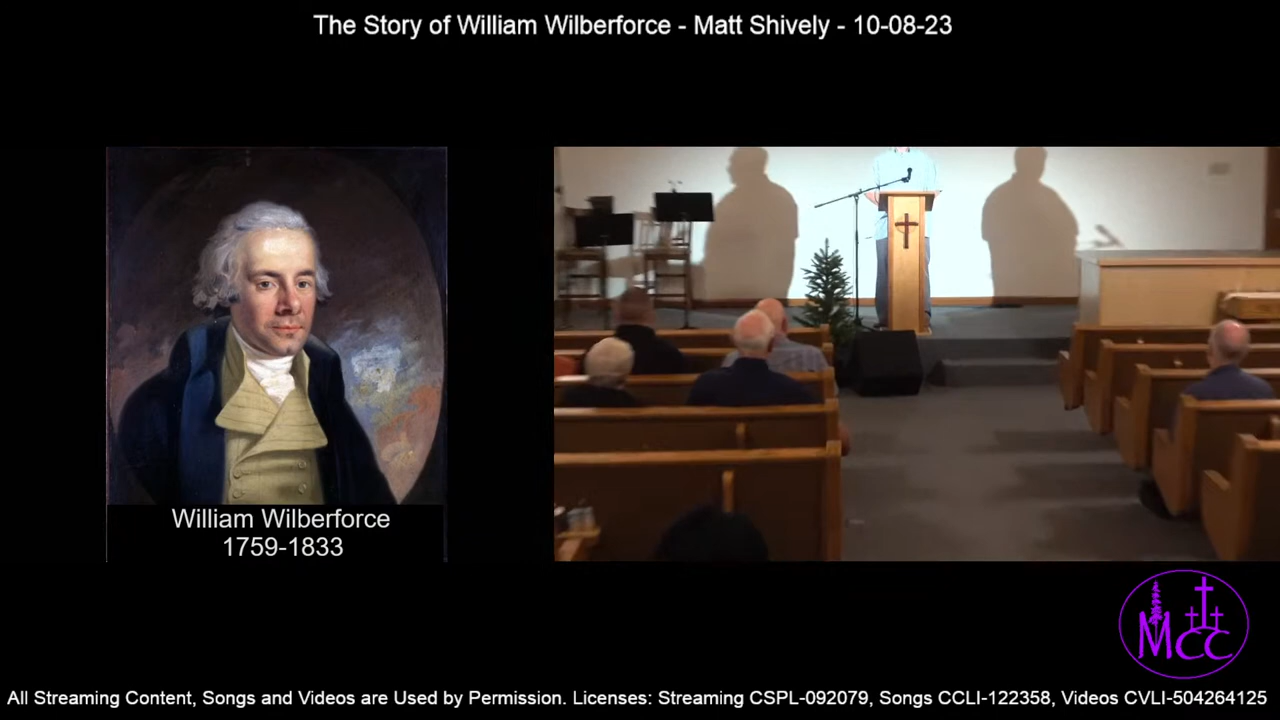 The Story of William Wilberforce - Matt Shively - 10-08-23
William Wilberforce
1759-1833
MCC
All Streaming Content, Songs and Videos are Used by Permission. Licenses: Streaming CSPL-092079, Songs CCLI-122358, Videos CVLI-504264125